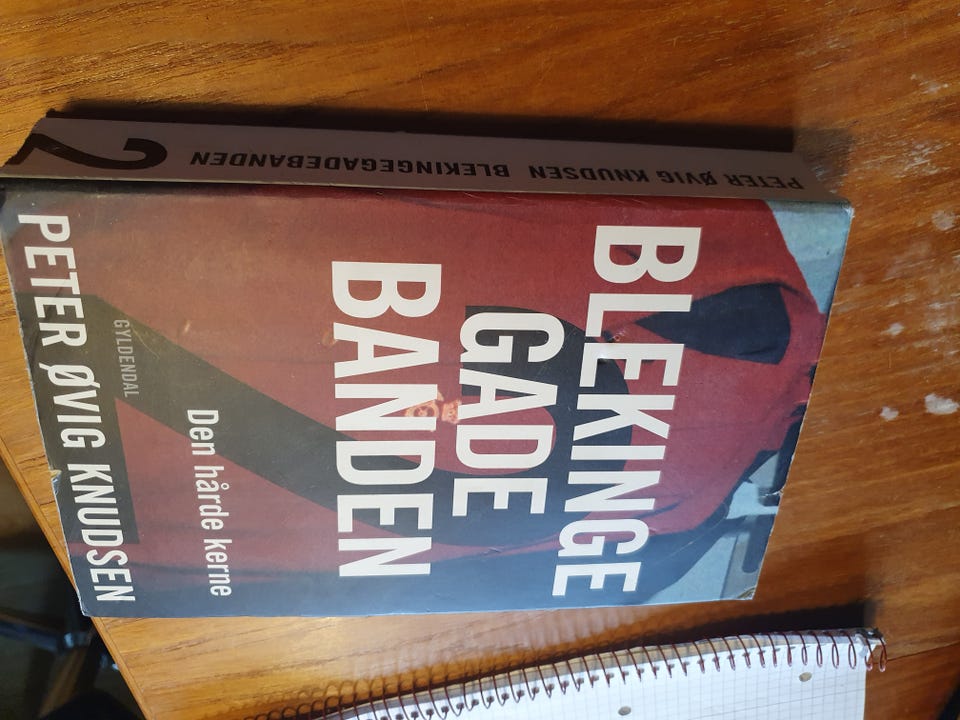 PETER ØVIG KNUDSEN BLEKINGEGADEBANDEN 2
BLEKINGE
GADE
BANDEN
Den hårde kerne
GYLDENDAL
PETER ØVIG KNUDSEN